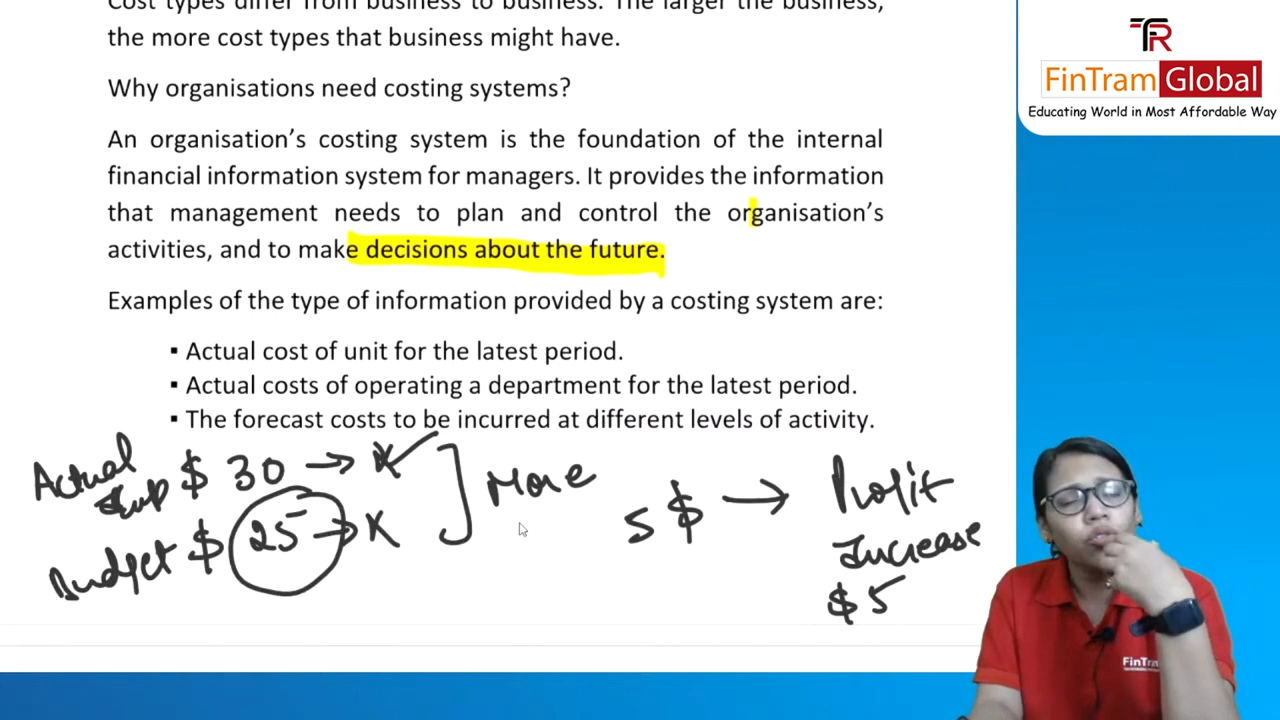 Cost types differ from business to business. The larger the business,
the more cost types that business might have.
Why organisations need costing systems?
An organisation’s costing system is the foundation of the internal
financial information system for managers. It provides the information
that management needs to plan and control the organisation’s
activities, and to make decisions about the future.
Examples of the type of information provided by a costing system are:
▪ Actual cost of unit for the latest period.
▪ Actual costs of operating a department for the latest period.
▪ The forecast costs to be incurred at different levels of activity.
Actual
$ 30 →
Budget $ 25 →
More
5 $ → Profit
Increase
$ 5
FinTram Global
Educating World in Most Affordable Way